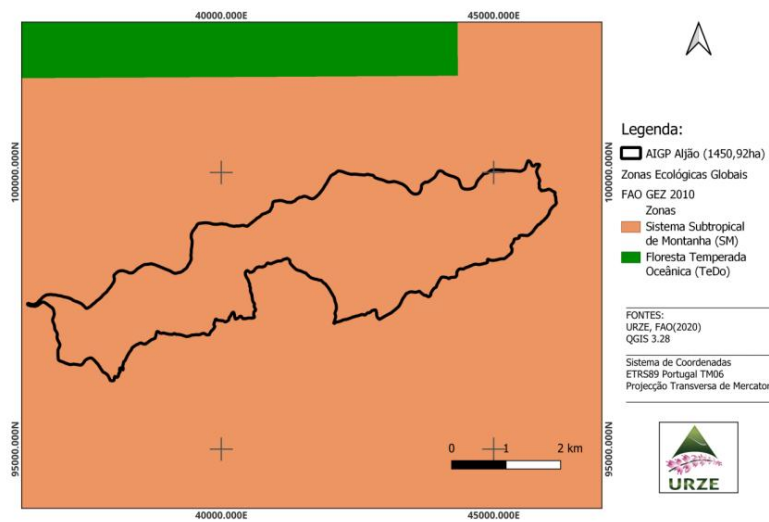 40000.000E
45000.000E
100000.000N
100000.000N
95000.000N
95000.000N
0 1 2 km
40000.000E
45000.000E
Legenda:
AIGP Aljão (1450,92ha)
Zonas Ecológicas Globais
FAO GEZ 2010
Zonas
Sistema Subtropical
de Montanha (SM)
Floresta Temperada
Oceânica (TeDo)
FONTES:
URZE, FAO(2020)
QGIS 3.28
Sistema de Coordenadas
ETRS89 Portugal TM06
Projecção Transversa de Mercator
URZE